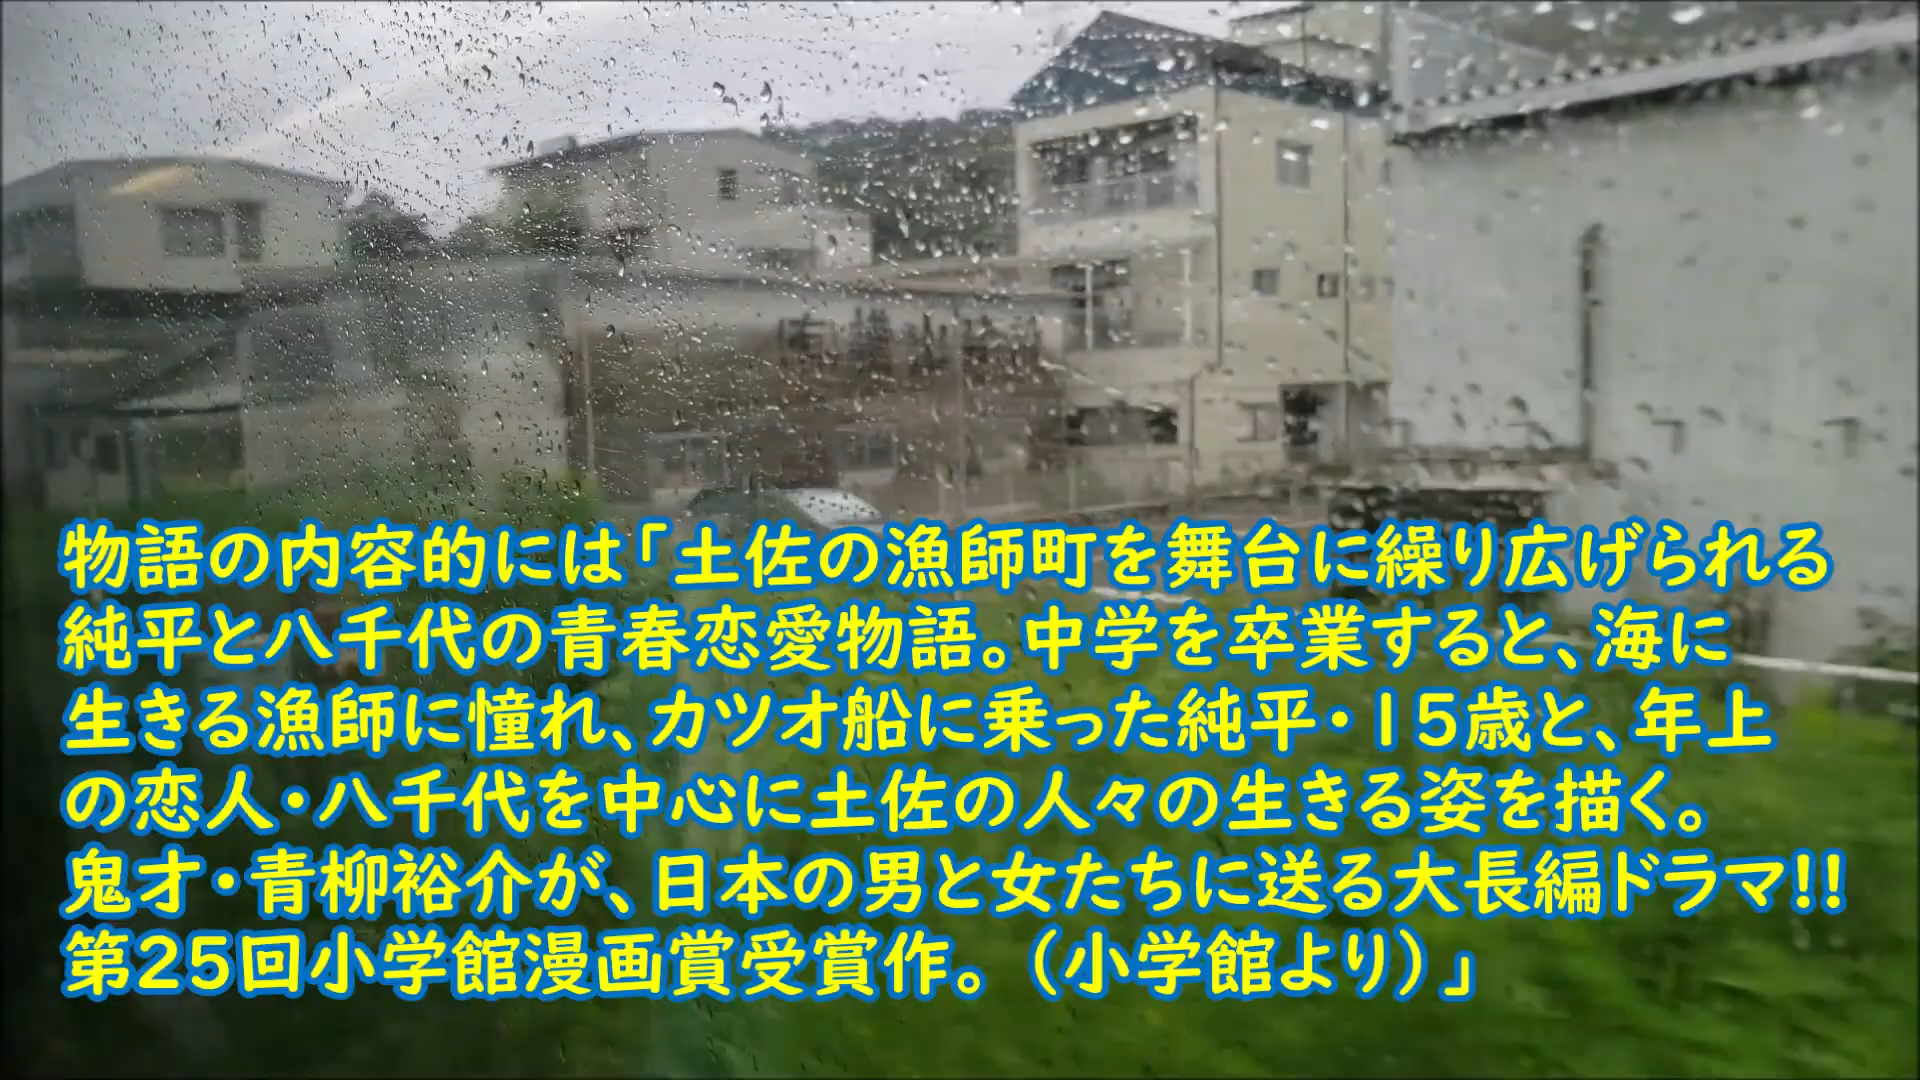 物語の内容的には「土佐の漁師町を舞台に繰り広げられる
純平と八千代の青春恋愛物語。中学を卒業すると、海に
生きる漁師に憧れ、カツオ船に乗った純平・15歳と、年上
の恋人・八千代を中心に土佐の人々の生きる姿を描く。
鬼才・青柳裕介が、日本の男と女たちに送る大長編ドラマ!!
第25回小学館漫画賞受賞作。（小学館より）」